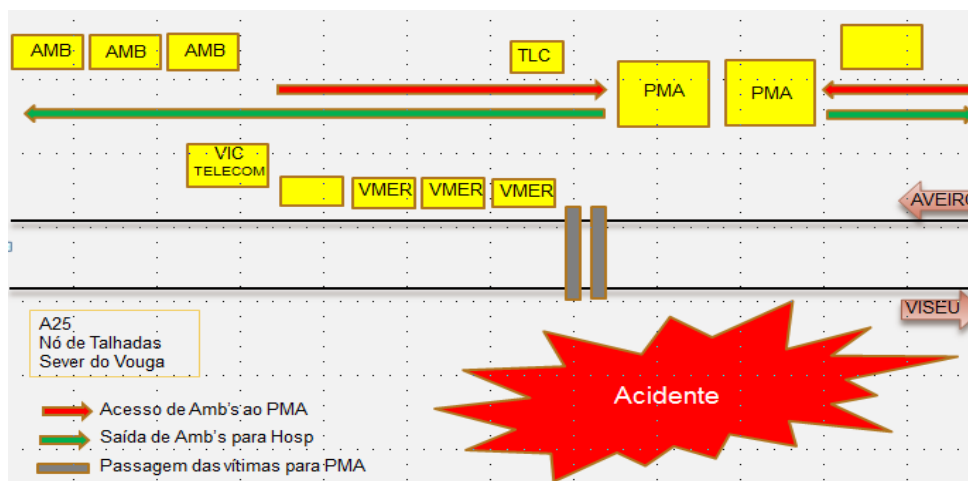 AMB AMB AMB
TLC
PMA PMA
VIC
TELECOM
VMER VMER VMER
AVEIRO
VISEU
A25
Nó de Talhadas
Sever do Vouga
Acidente
Acesso de Amb's ao PMA
Saída de Amb's para Hosp
Passagem das vítimas para PMA